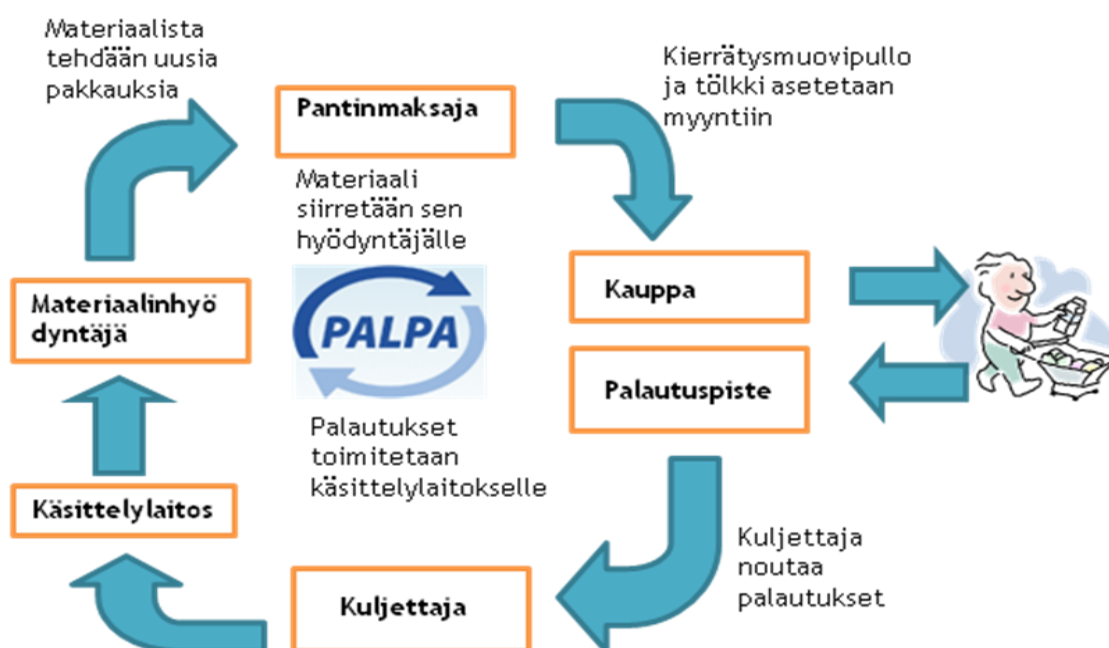 Materiaalista
tehdään uusia
pakkauksia
Pantinmaksaja
Kierrätysmuovipullo
ja tölkki asetetaan
myyntiin
Materiaali
siirretään sen
hyödyntäjälle
Kauppa
Materiaalinhyö
dyntäjä
PALPA
Palautuspiste
Palautukset
toimitetaan
käsittelylaitokselle
Käsittelylaitos
Kuljettaja
noutaa
palautukset
Kuljettaja